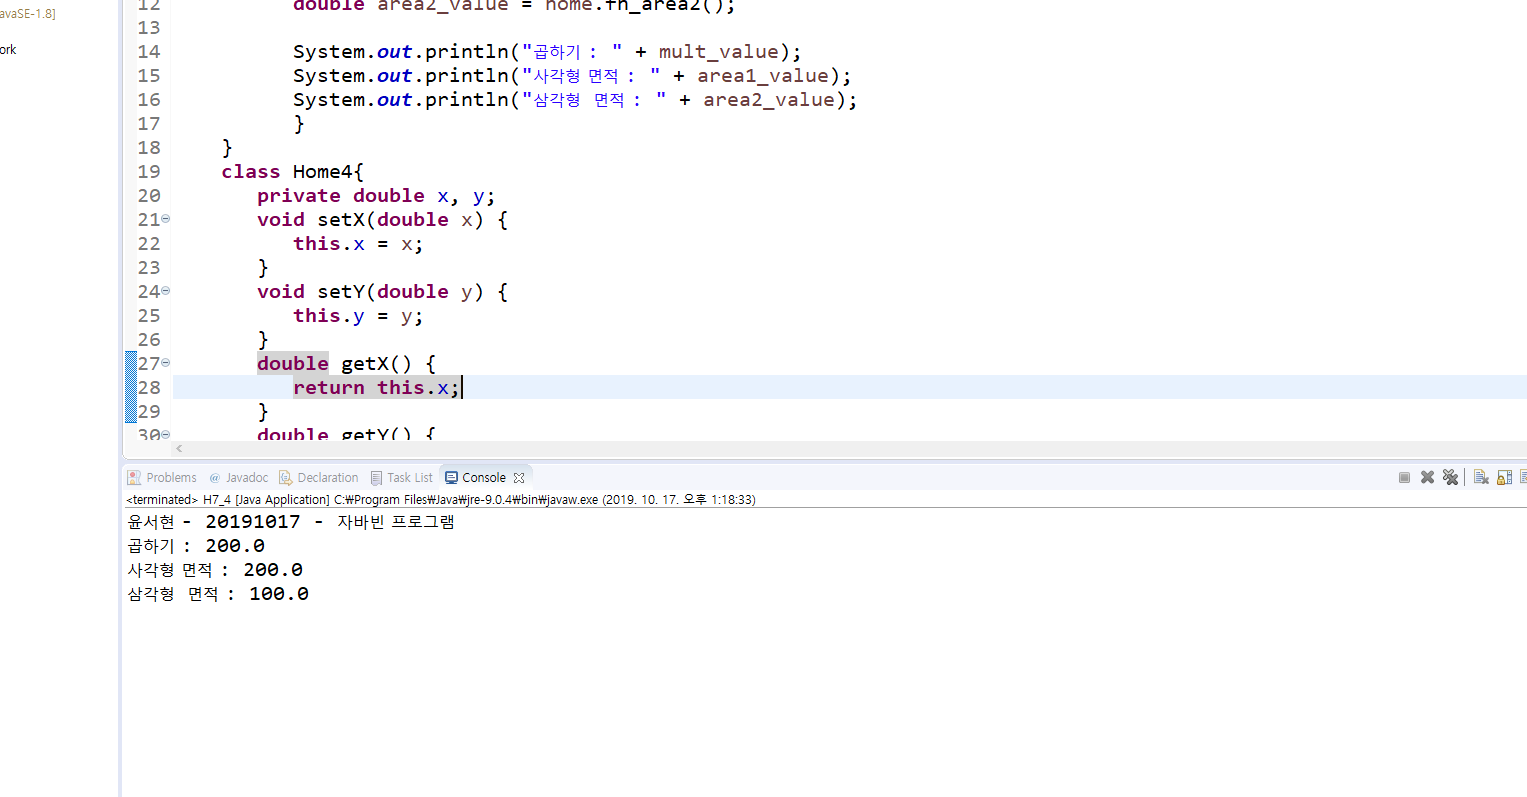 avaSE-1.8]
ork
12 double area2_value = home.fn_area2();
13
14 System.out.println("곱하기 : " + mult_value);
15 System.out.println("사각형 면적 : " + area1_value);
16 System.out.println("삼각형  면적 : " + area2_value);
17 }
18 }
19 class Home4{
20 private double x, y;
21 void setX(double x) {
22 this.x = x;
23 }
24 void setY(double y) {
25 this.y = y;
26 }
27 double getX() {
28 return this.x;
29 }
30 double getY() {
Problems @ Javadoc Declaration Task List Console
<terminated> H7_4 [Java Application] C:₩Program Files₩Java₩jre-9.0.4₩bin₩javaw.exe (2019. 10. 17. 오후 1:18:33)
윤서현 - 20191017 - 자바빈 프로그램
곱하기 : 200.0
사각형 면적 : 200.0
삼각형  면적 : 100.0